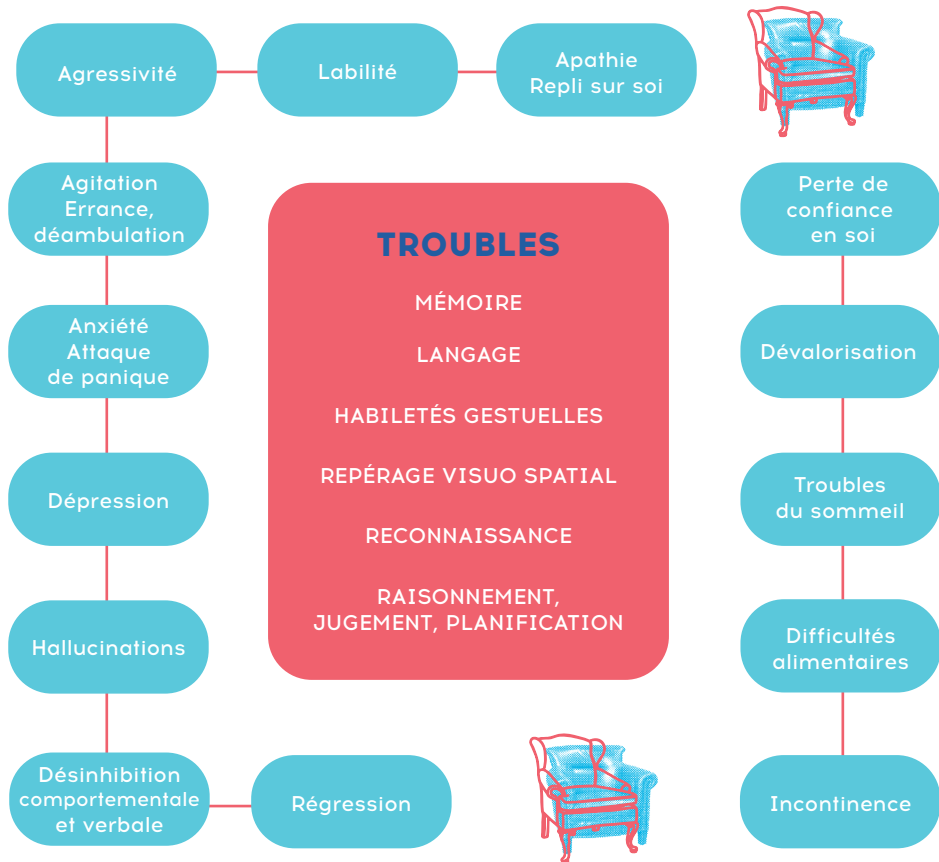 Agressivité
Labilité
Apathie
Repli sur soi
Agitation
Errance,
déambulation
Anxiété
Attaque
de panique
Dépression
Hallucinations
Désinhibition
comportementale
et verbale
Régression
TROUBLES
MÉMOIRE
LANGAGE
HABILETÉS GESTUELLES
REPÉRAGE VISUO SPATIAL
RECONNAISSANCE
RAISONNEMENT,
JUGEMENT, PLANIFICATION
Perte de
confiance
en soi
Dévalorisation
Troubles
du sommeil
Difficultés
alimentaires
Incontinence